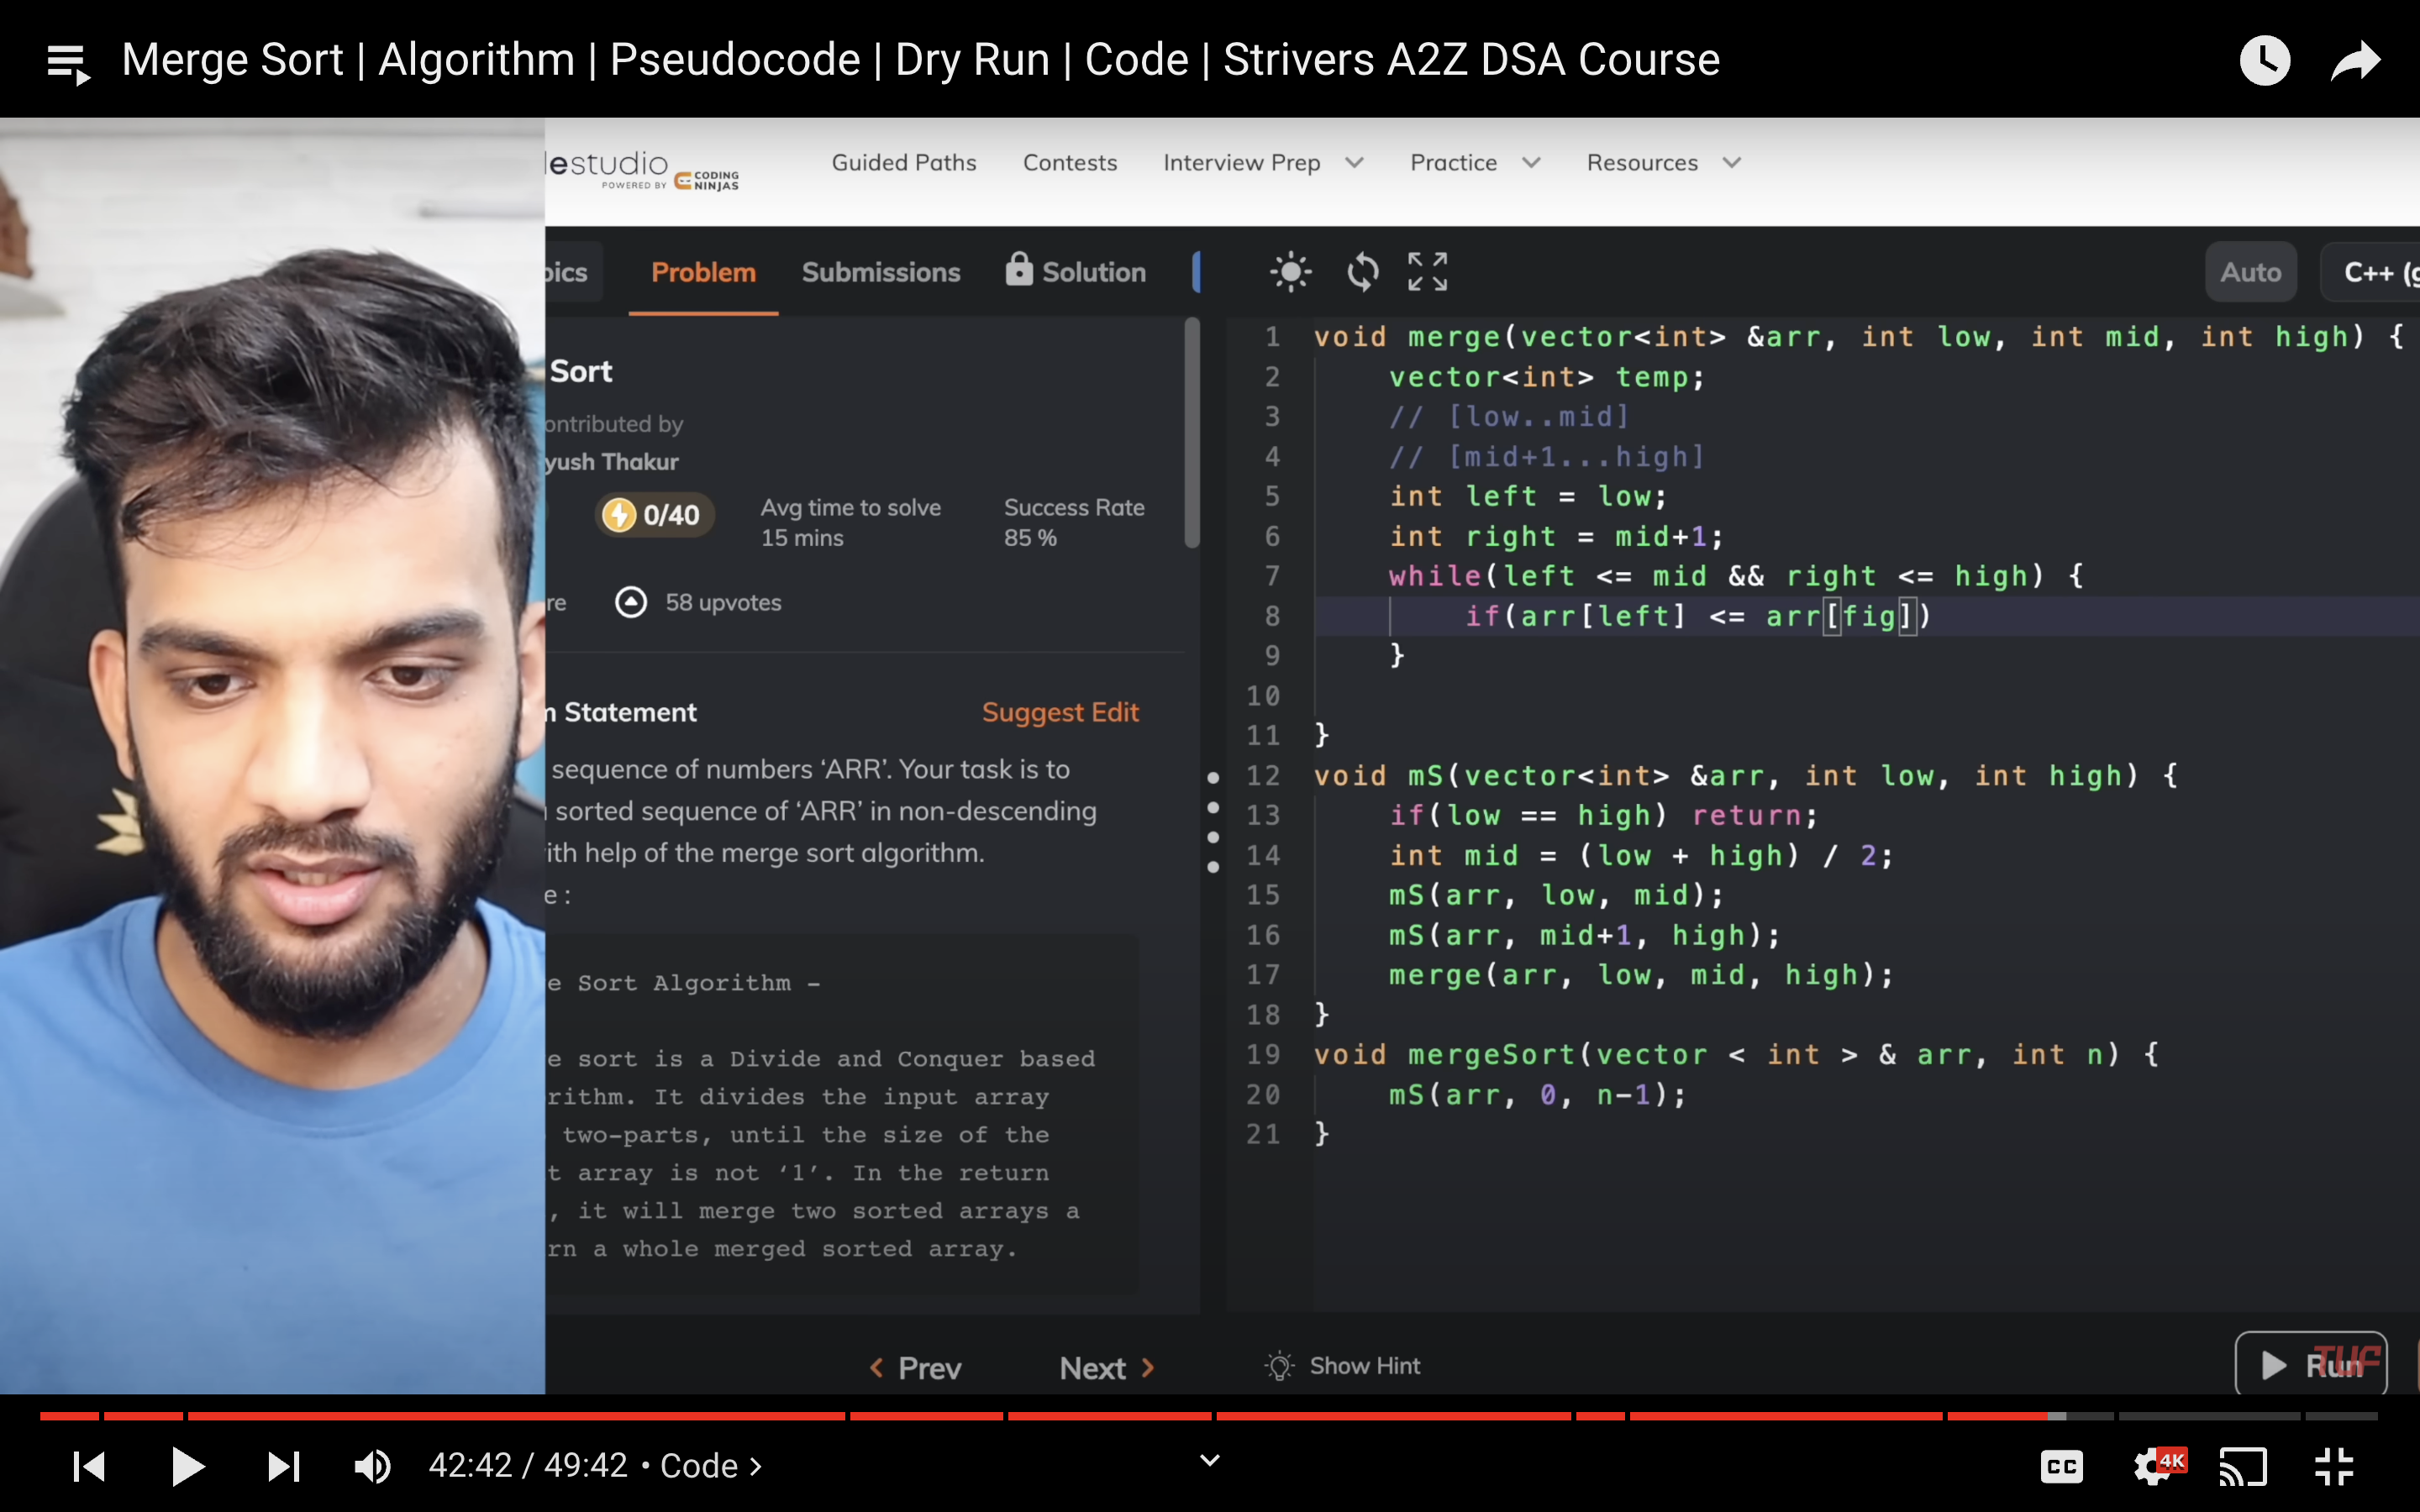 Merge Sort | Algorithm | Pseudocode | Dry Run | Code | Strivers A2Z DSA Course
estudio
POWERED BY CODING NINJAS
Guided Paths Contests Interview Prep Practice Resources
Problem Submissions Solution
Auto C++ (g
Sort
ontributed by
yush Thakur
0/40
Avg time to solve
15 mins
Success Rate
85 %
re 58 upvotes
Statement Suggest Edit
sequence of numbers ‘ARR’. Your task is to
sorted sequence of ‘ARR’ in non-descending
ith help of the merge sort algorithm.
e :
e Sort Algorithm -
e sort is a Divide and Conquer based
rithm. It divides the input array
two-parts, until the size of the
t array is not ‘1’. In the return
, it will merge two sorted arrays a
rn a whole merged sorted array.
Prev Next
1 void merge(vector<int> &arr, int low, int mid, int high) {
2 vector<int> temp;
3 // [low..mid]
4 // [mid+1...high]
5 int left = low;
6 int right = mid+1;
7 while(left <= mid && right <= high) {
8 if(arr[left] <= arr[fig])
9 }
10
11 }
12 void mS(vector<int> &arr, int low, int high) {
13 if(low == high) return;
14 int mid = (low + high) / 2;
15 mS(arr, low, mid);
16 mS(arr, mid+1, high);
17 merge(arr, low, mid, high);
18 }
19 void mergeSort(vector < int > & arr, int n) {
20 mS(arr, 0, n-1);
21 }
Show Hint
Run
TUF
42:42 / 49:42 • Code >
CC
4K